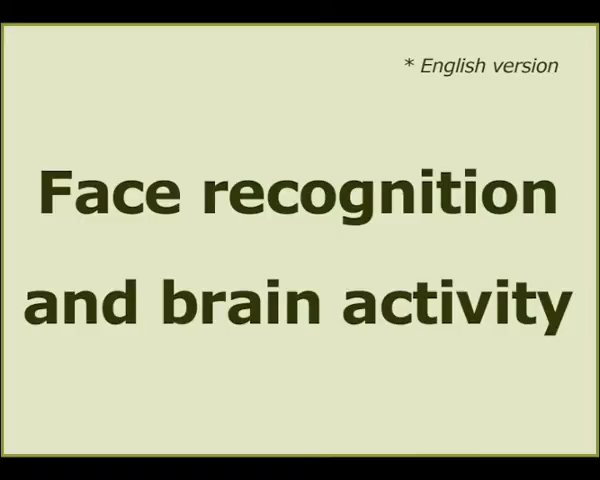 * English version
Face recognition
and brain activity